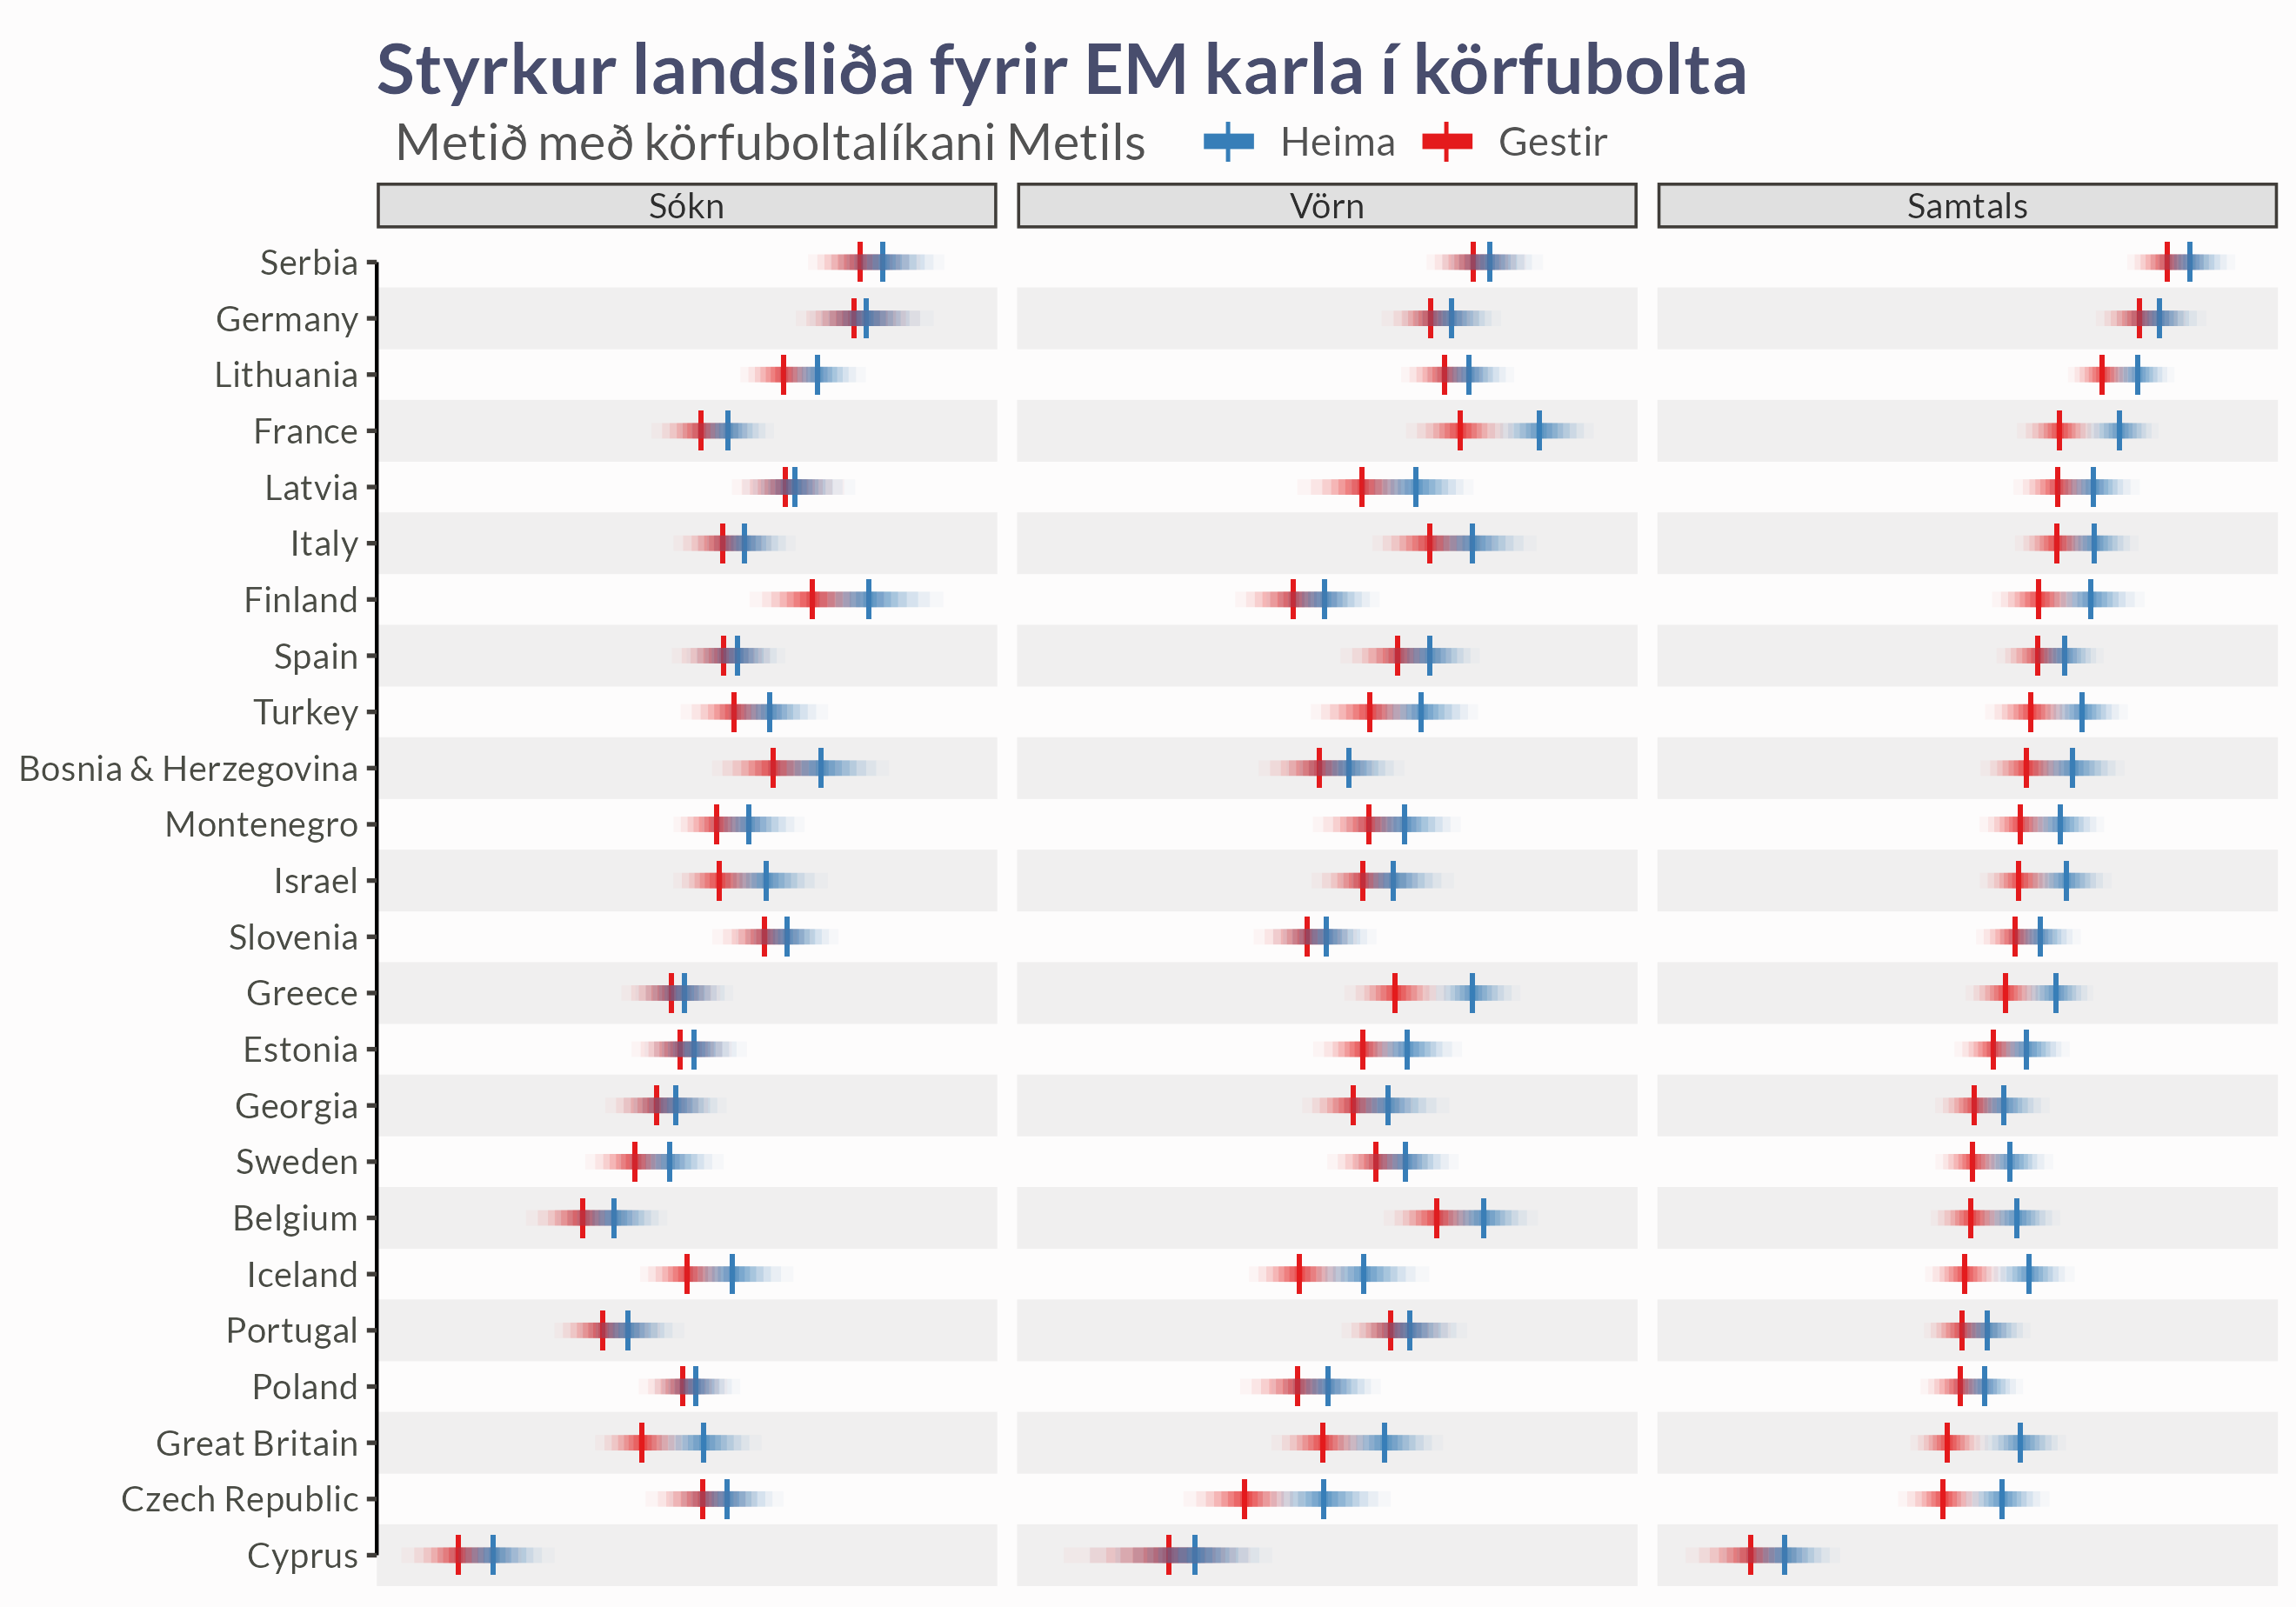 Styrkur landsliða fyrir EM karla í körfubolta
Metið með körfuboltalíkani Metils Heima Gestir
Sókn Vörn Samtals
Serbia
Germany
Lithuania
France
Latvia
Italy
Finland
Spain
Turkey
Bosnia & Herzegovina
Montenegro
Israel
Slovenia
Greece
Estonia
Georgia
Sweden
Belgium
Iceland
Portugal
Poland
Great Britain
Czech Republic
Cyprus